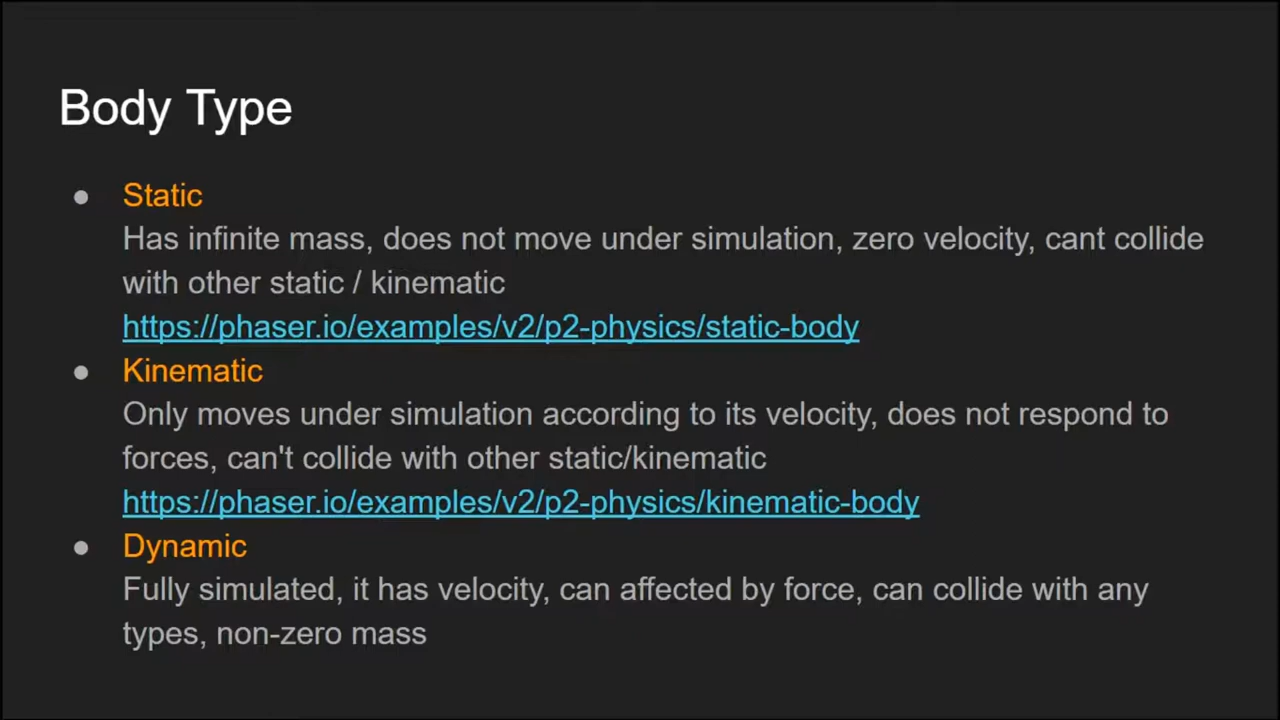 Body Type
● Static
Has infinite mass, does not move under simulation, zero velocity, cant collide
with other static / kinematic
https://phaser.io/examples/v2/p2-physics/static-body
● Kinematic
Only moves under simulation according to its velocity, does not respond to
forces, can't collide with other static/kinematic
https://phaser.io/examples/v2/p2-physics/kinematic-body
● Dynamic
Fully simulated, it has velocity, can affected by force, can collide with any
types, non-zero mass